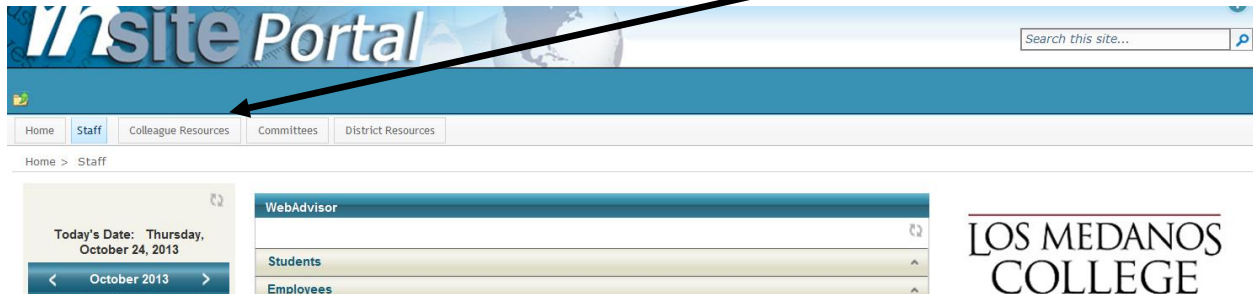 insite Portal
Search this site...
Home Staff Colleague Resources Committees District Resources
Home > Staff
WebAdvisor
Today's Date: Thursday,
October 24, 2013
Students
< October 2013 >
Employees
LOS MEDANOS
COLLEGE